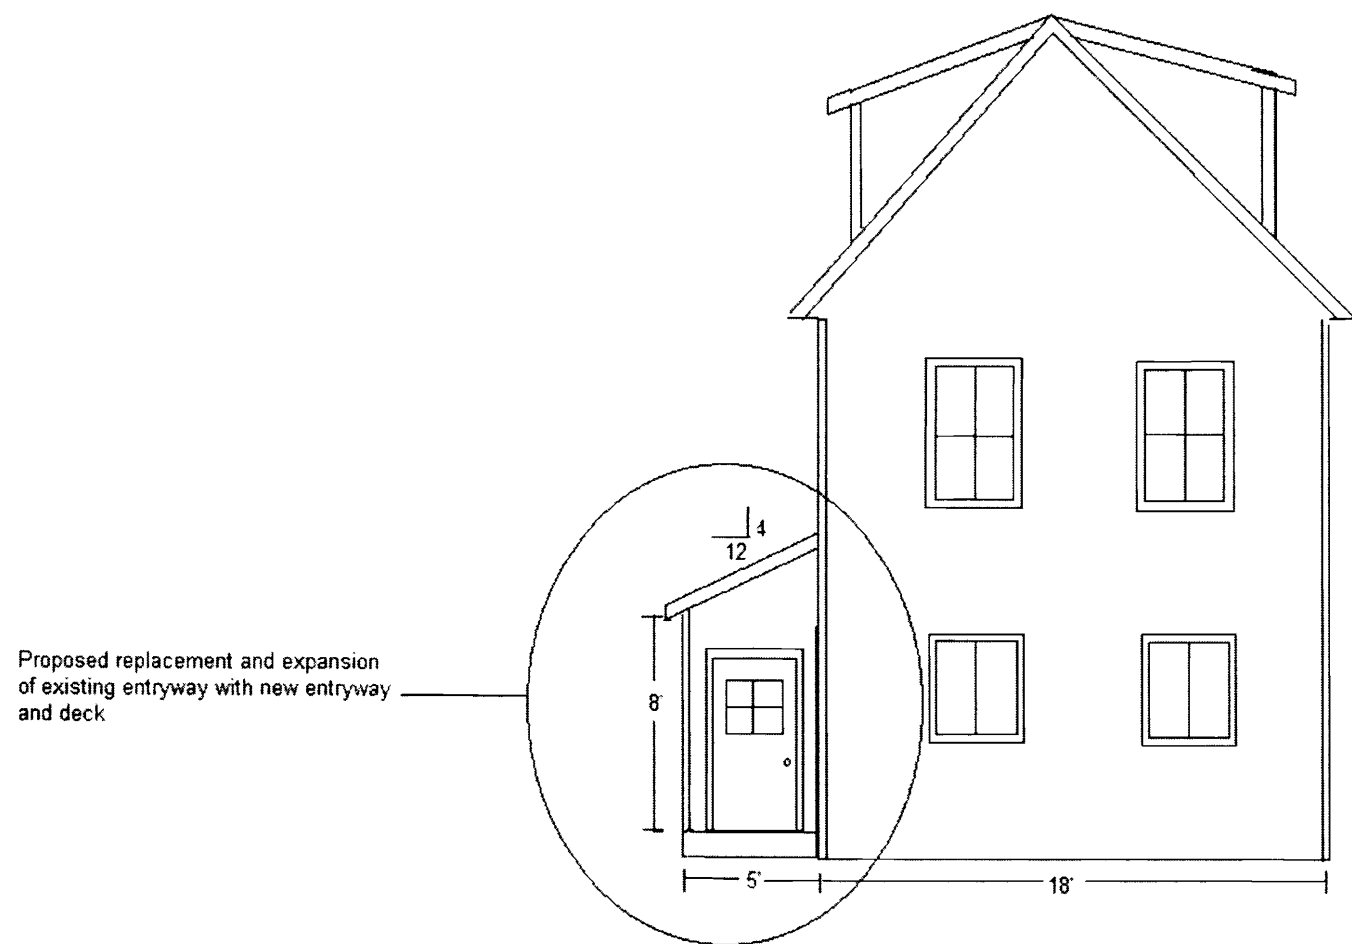 4
12
Proposed replacement and expansion
of existing entryway with new entryway
and deck
8'
5'
18'